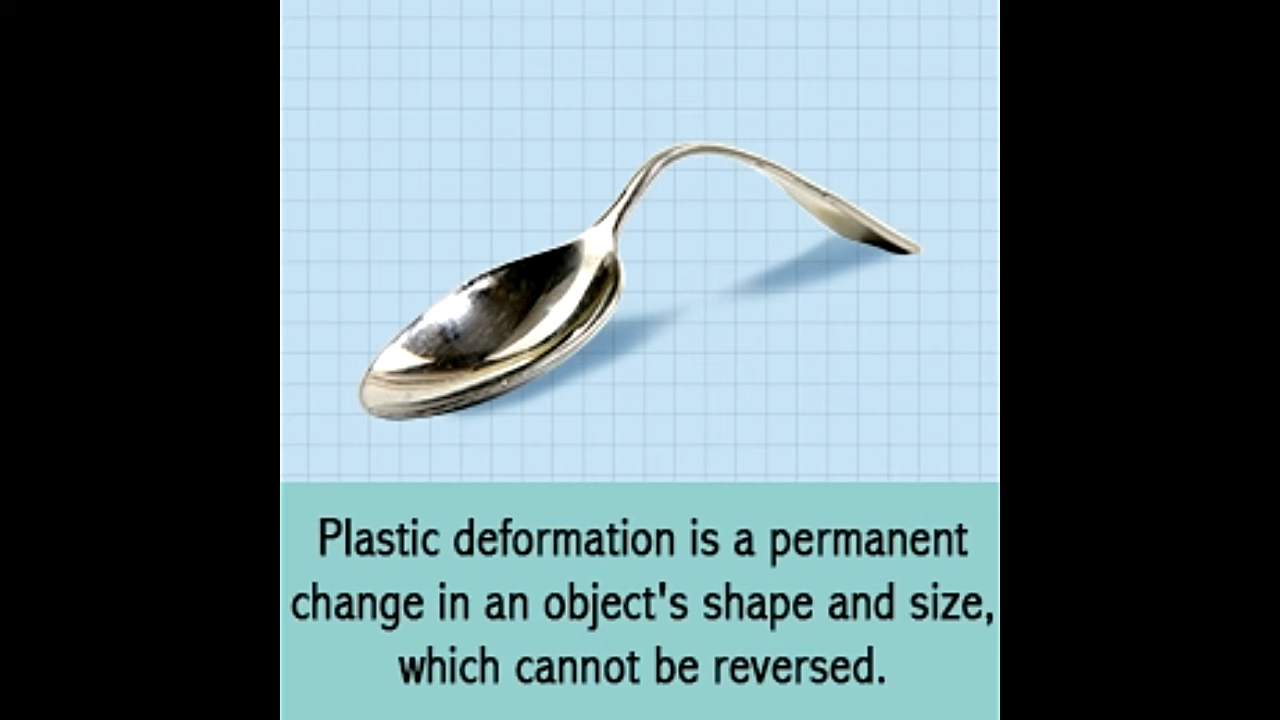 Plastic deformation is a permanent
change in an object's shape and size,
which cannot be reversed.